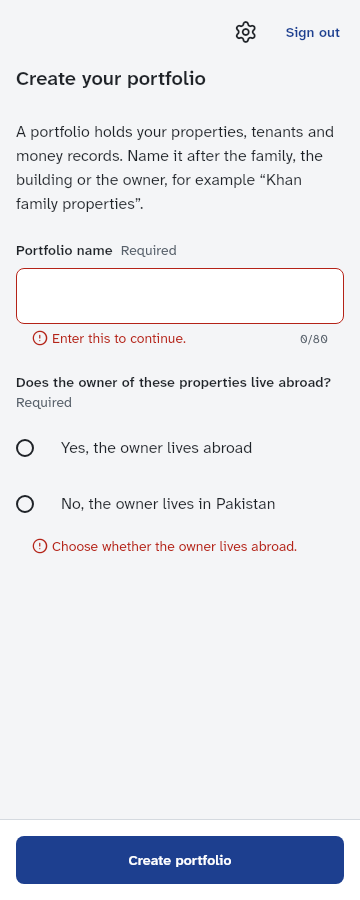 Sign out
Create your portfolio
A portfolio holds your properties, tenants and
money records. Name it after the family, the
building or the owner, for example “Khan
family properties”.
Portfolio name Required
Enter this to continue. 0/80
Does the owner of these properties live abroad?
Required
Yes, the owner lives abroad
No, the owner lives in Pakistan
Choose whether the owner lives abroad.
Create portfolio